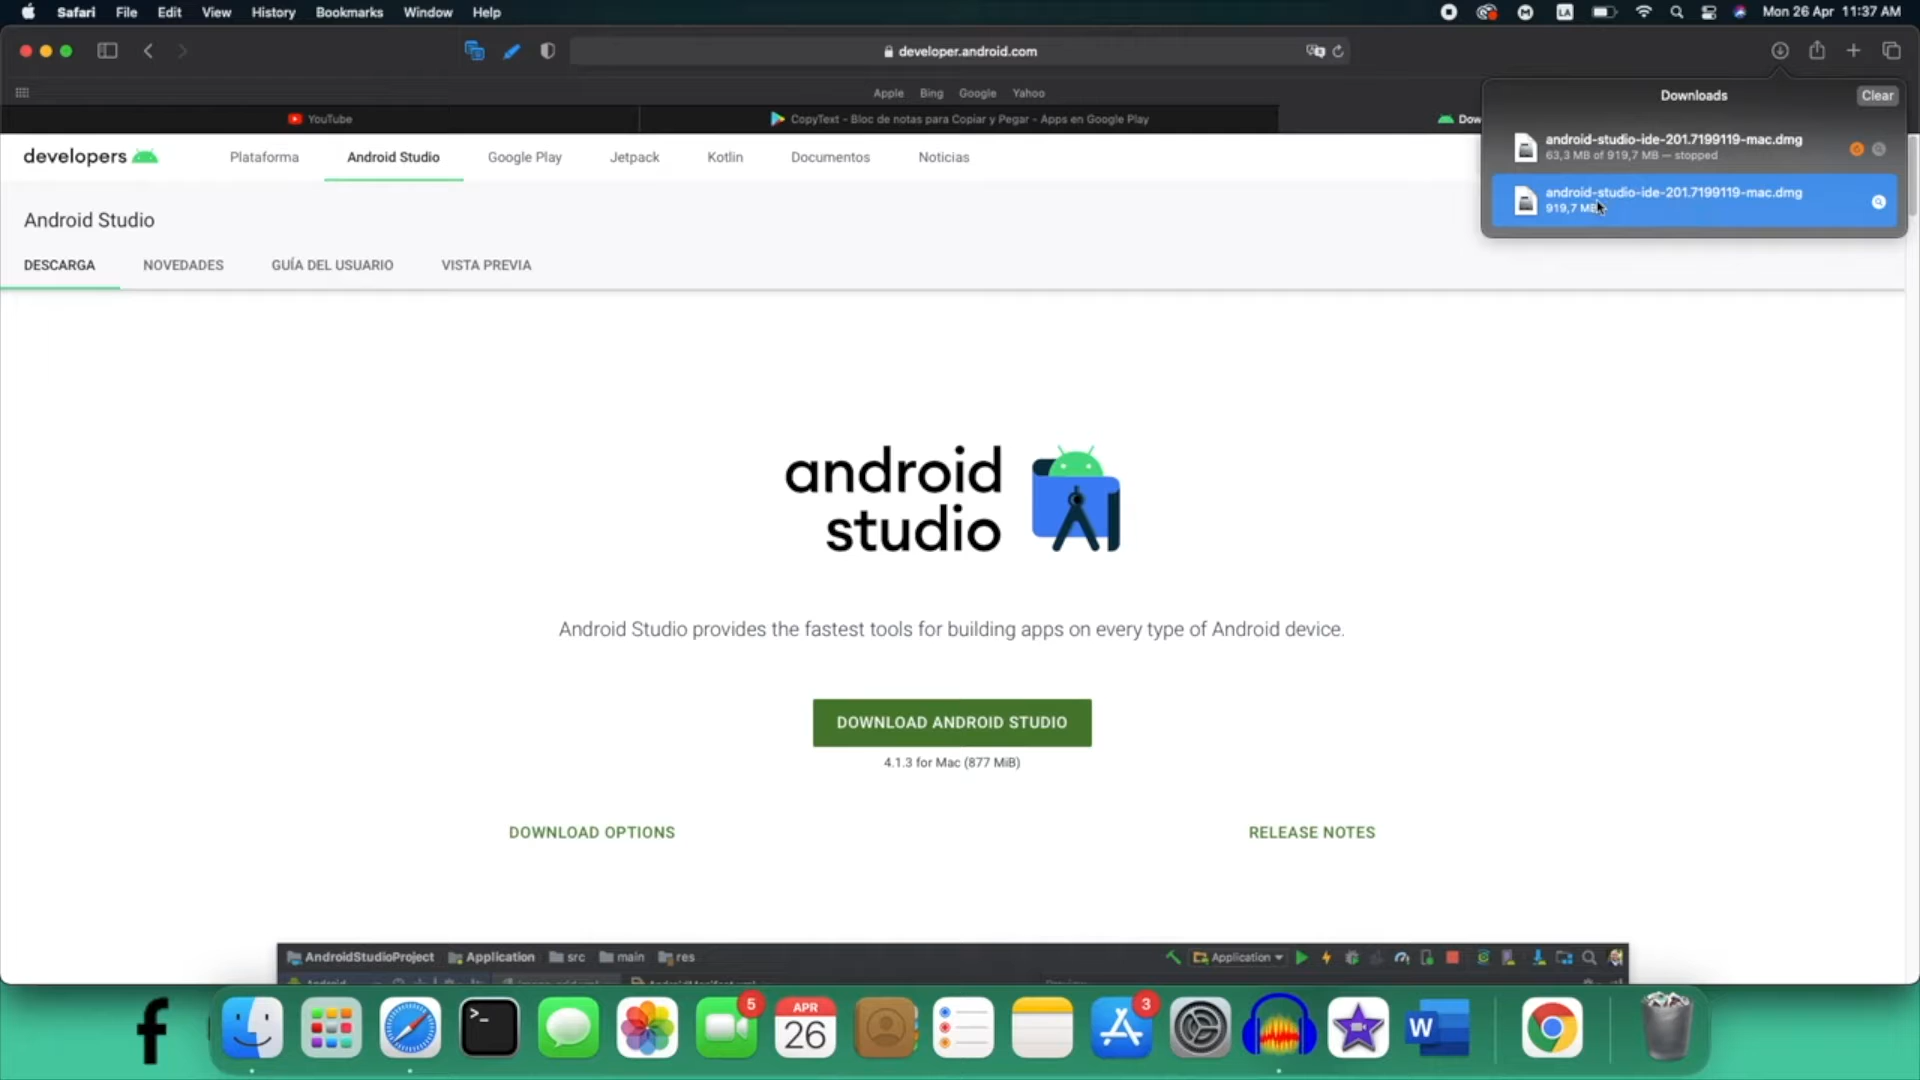 Safari File Edit View History Bookmarks Window Help
LA Mon 26 Apr 11:37 AM
developer.android.com
Apple Bing Google Yahoo
YouTube
CopyText - Bloc de notas para Copiar y Pegar - Apps en Google Play
Dow
Downloads
Clear
android-studio-ide-201.7199119-mac.dmg
63,3 MB of 919,7 MB — stopped
android-studio-ide-201.7199119-mac.dmg
919,7 MB
developers
Plataforma Android Studio Google Play Jetpack Kotlin Documentos Noticias
Android Studio
DESCARGA NOVEDADES GUÍA DEL USUARIO VISTA PREVIA
android
studio
Android Studio provides the fastest tools for building apps on every type of Android device.
DOWNLOAD ANDROID STUDIO
4.1.3 for Mac (877 MiB)
DOWNLOAD OPTIONS RELEASE NOTES
AndroidStudioProject Application src main res
Application
5
APR
26
3
W